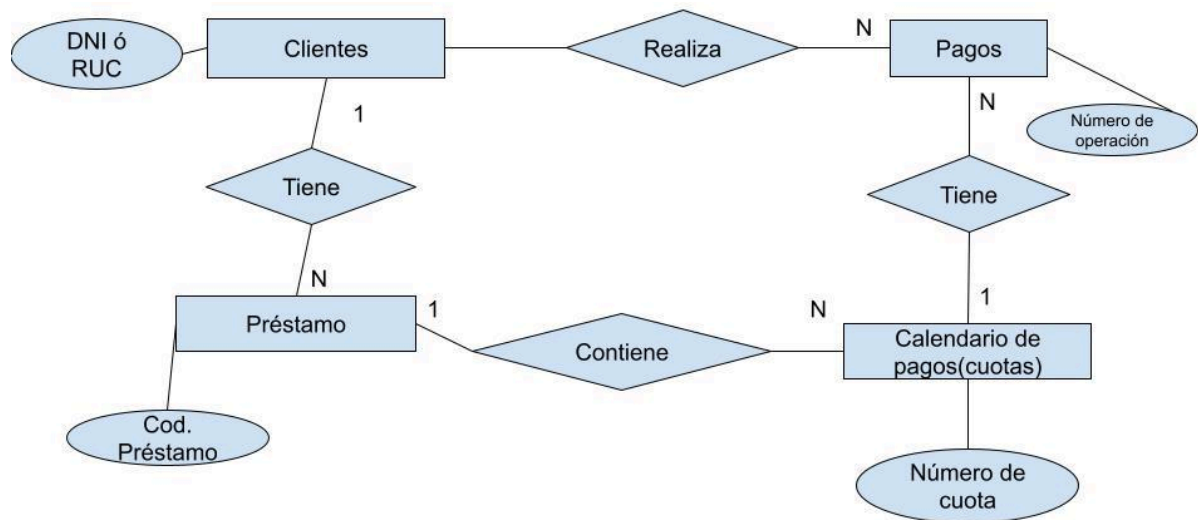 DNI ó
RUC
Clientes
Realiza
N
Pagos
1
N
Número de
operación
Tiene
Tiene
N
1
Préstamo
1
Contiene
N
Calendario de
pagos(cuotas)
Cod.
Préstamo
Número de
cuota